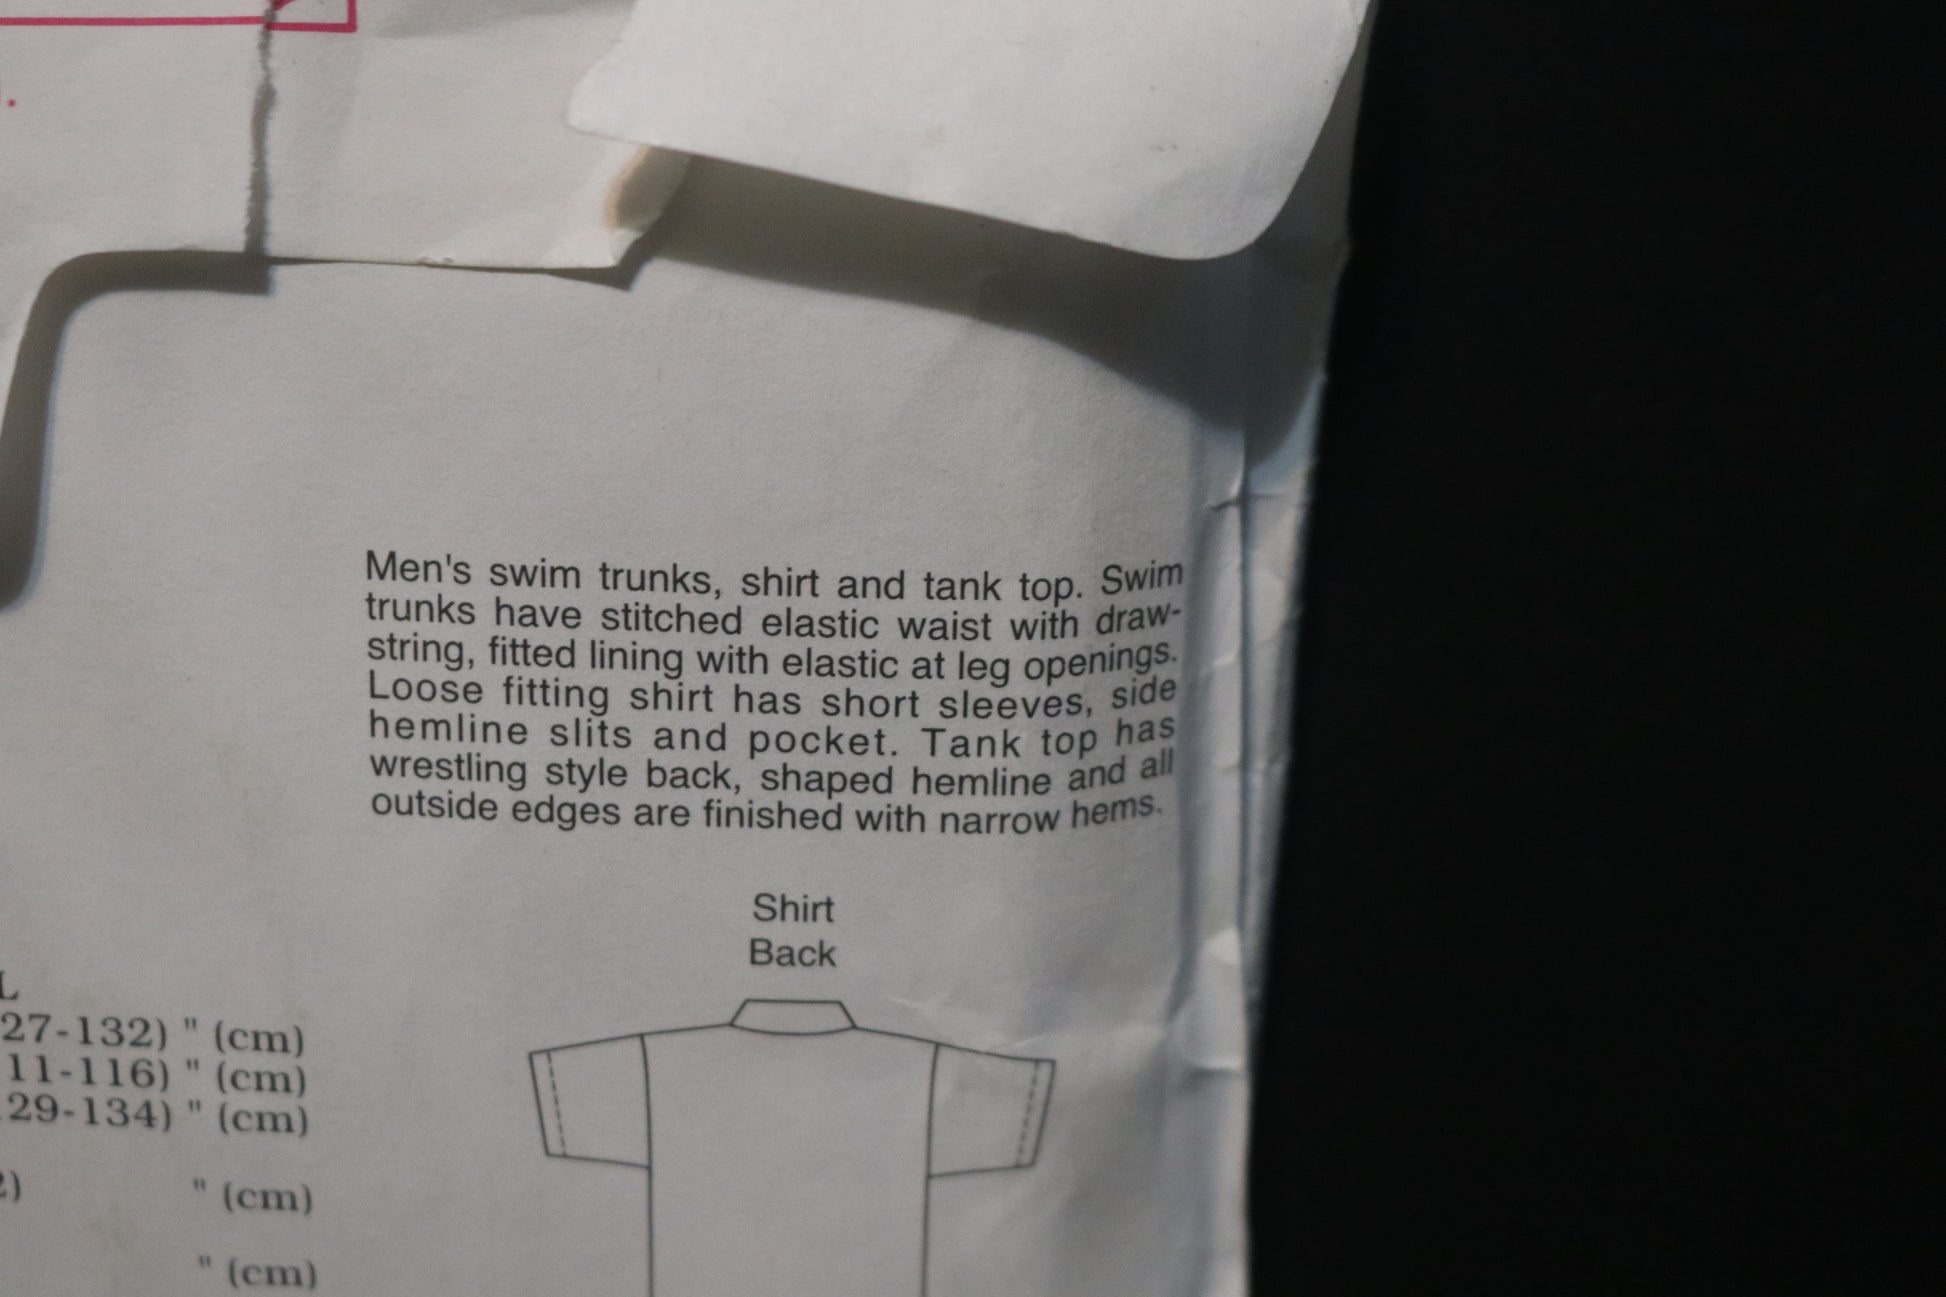 Men's swim trunks, shirt and tank top. Swim
trunks have stitched elastic waist with draw-
string, fitted lining with elastic at leg openings.
Loose fitting shirt has short sleeves, side
hemline slits and pocket. Tank top has
wrestling style back, shaped hemline and all
outside edges are finished with narrow hems.
Shirt
Back
L
27-132) " (cm)
11-116) " (cm)
29-134) " (cm)
" (cm)
" (cm)